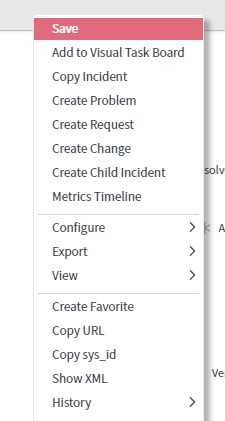 Save
Add to Visual Task Board
Copy Incident
Create Problem
Create Request
Create Change
Create Child Incident
Metrics Timeline
Configure
Export
View
Create Favorite
Copy URL
Copy sys_id
Show XML
History